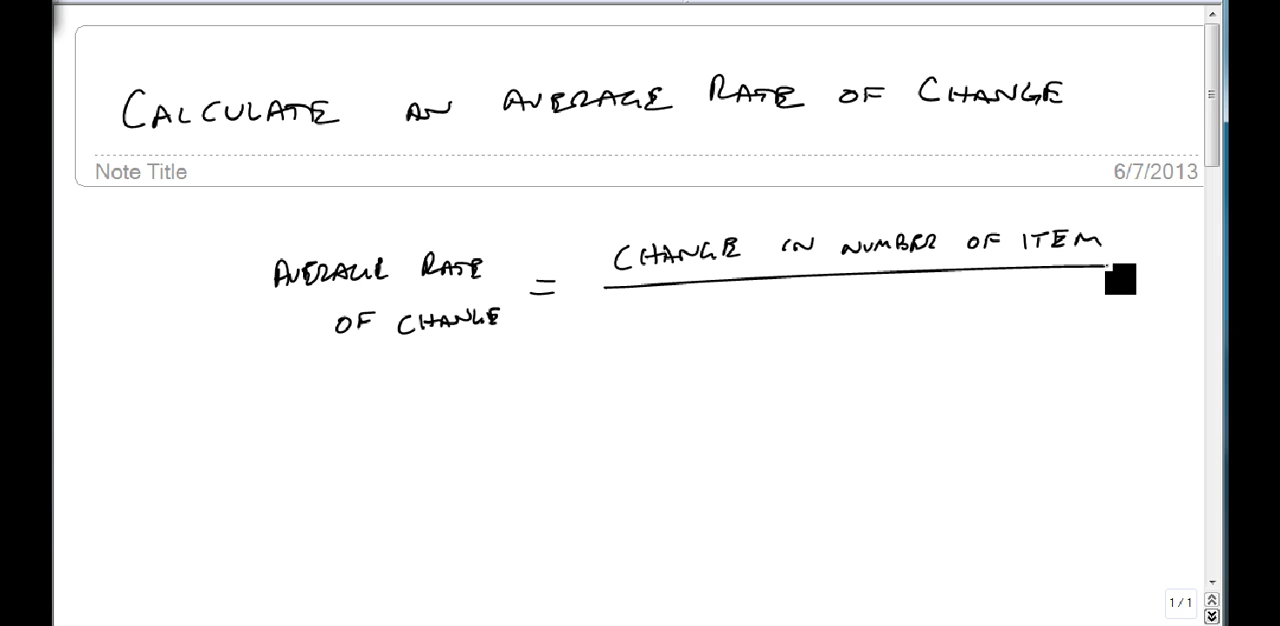 CALCULATE AN AVERAGE RATE OF CHANGE
Note Title
6/7/2013
AVERAGE RATE OF CHANGE
=
CHANGE IN NUMBER OF ITEM
1 / 1